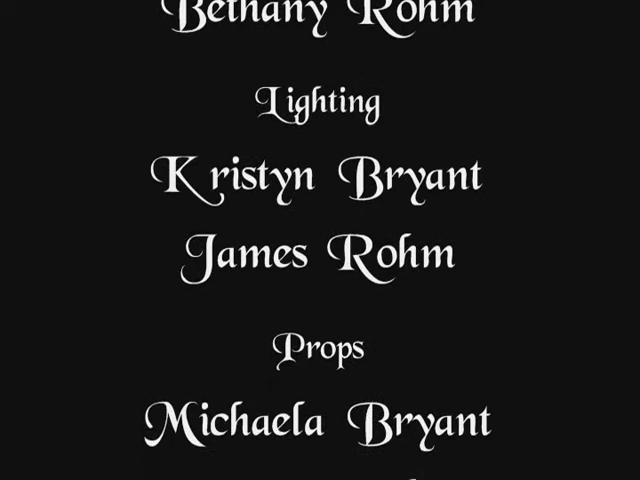 Bethany Rohm
Lighting
Kristyn Bryant
James Rohm
Props
Michaela Bryant